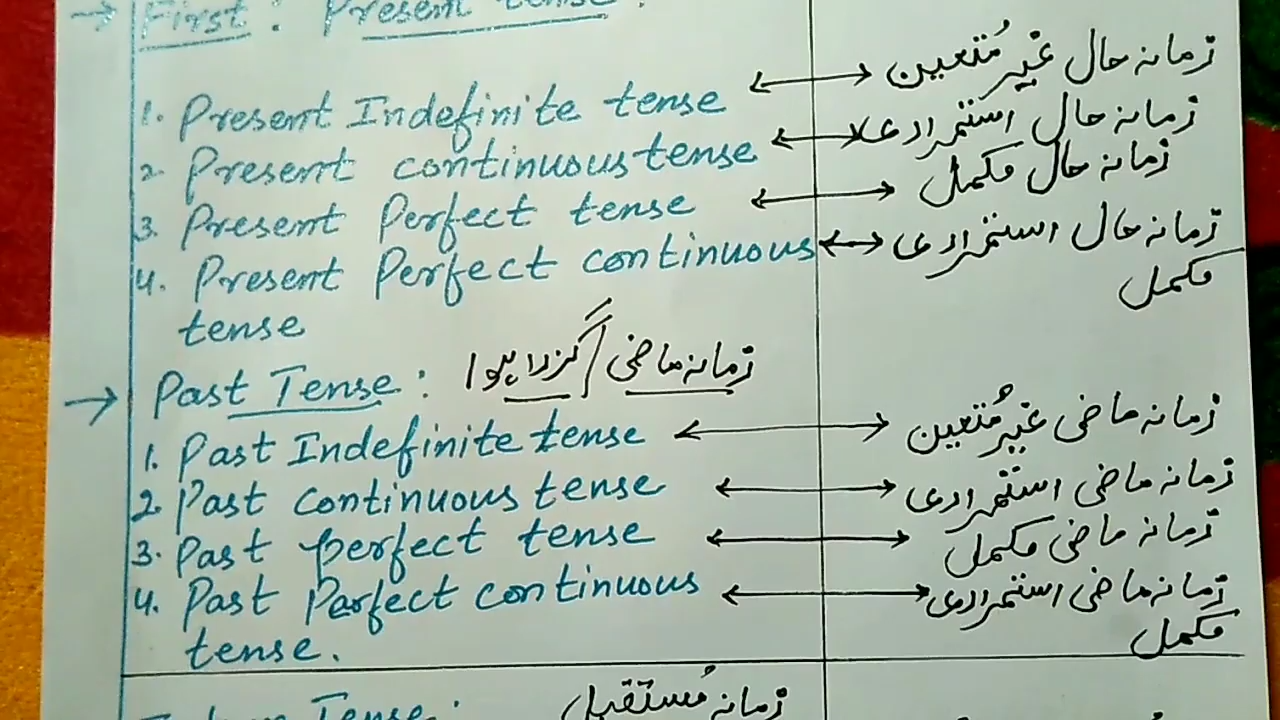 First: Present tense:
1. Present Indefinite tense ↔ زمانہ حال غیر مُتعین
2. Present continuous tense ↔ زمانہ حال استمراری
3. Present Perfect tense ↔ زمانہ حال مکمل
4. Present Perfect continuous ↔ زمانہ حال استمراری
tense مکمل
Past Tense: زمانہ ماضی / گزرا ہوا
1. Past Indefinite tense ↔ زمانہ ماضی غیر مُتعین
2. Past continuous tense ↔ زمانہ ماضی استمراری
3. Past perfect tense ↔ زمانہ ماضی مکمل
4. Past Perfect continuous ↔ زمانہ ماضی استمراری
tense. مکمل
Tense: زمانہ مُستقبل